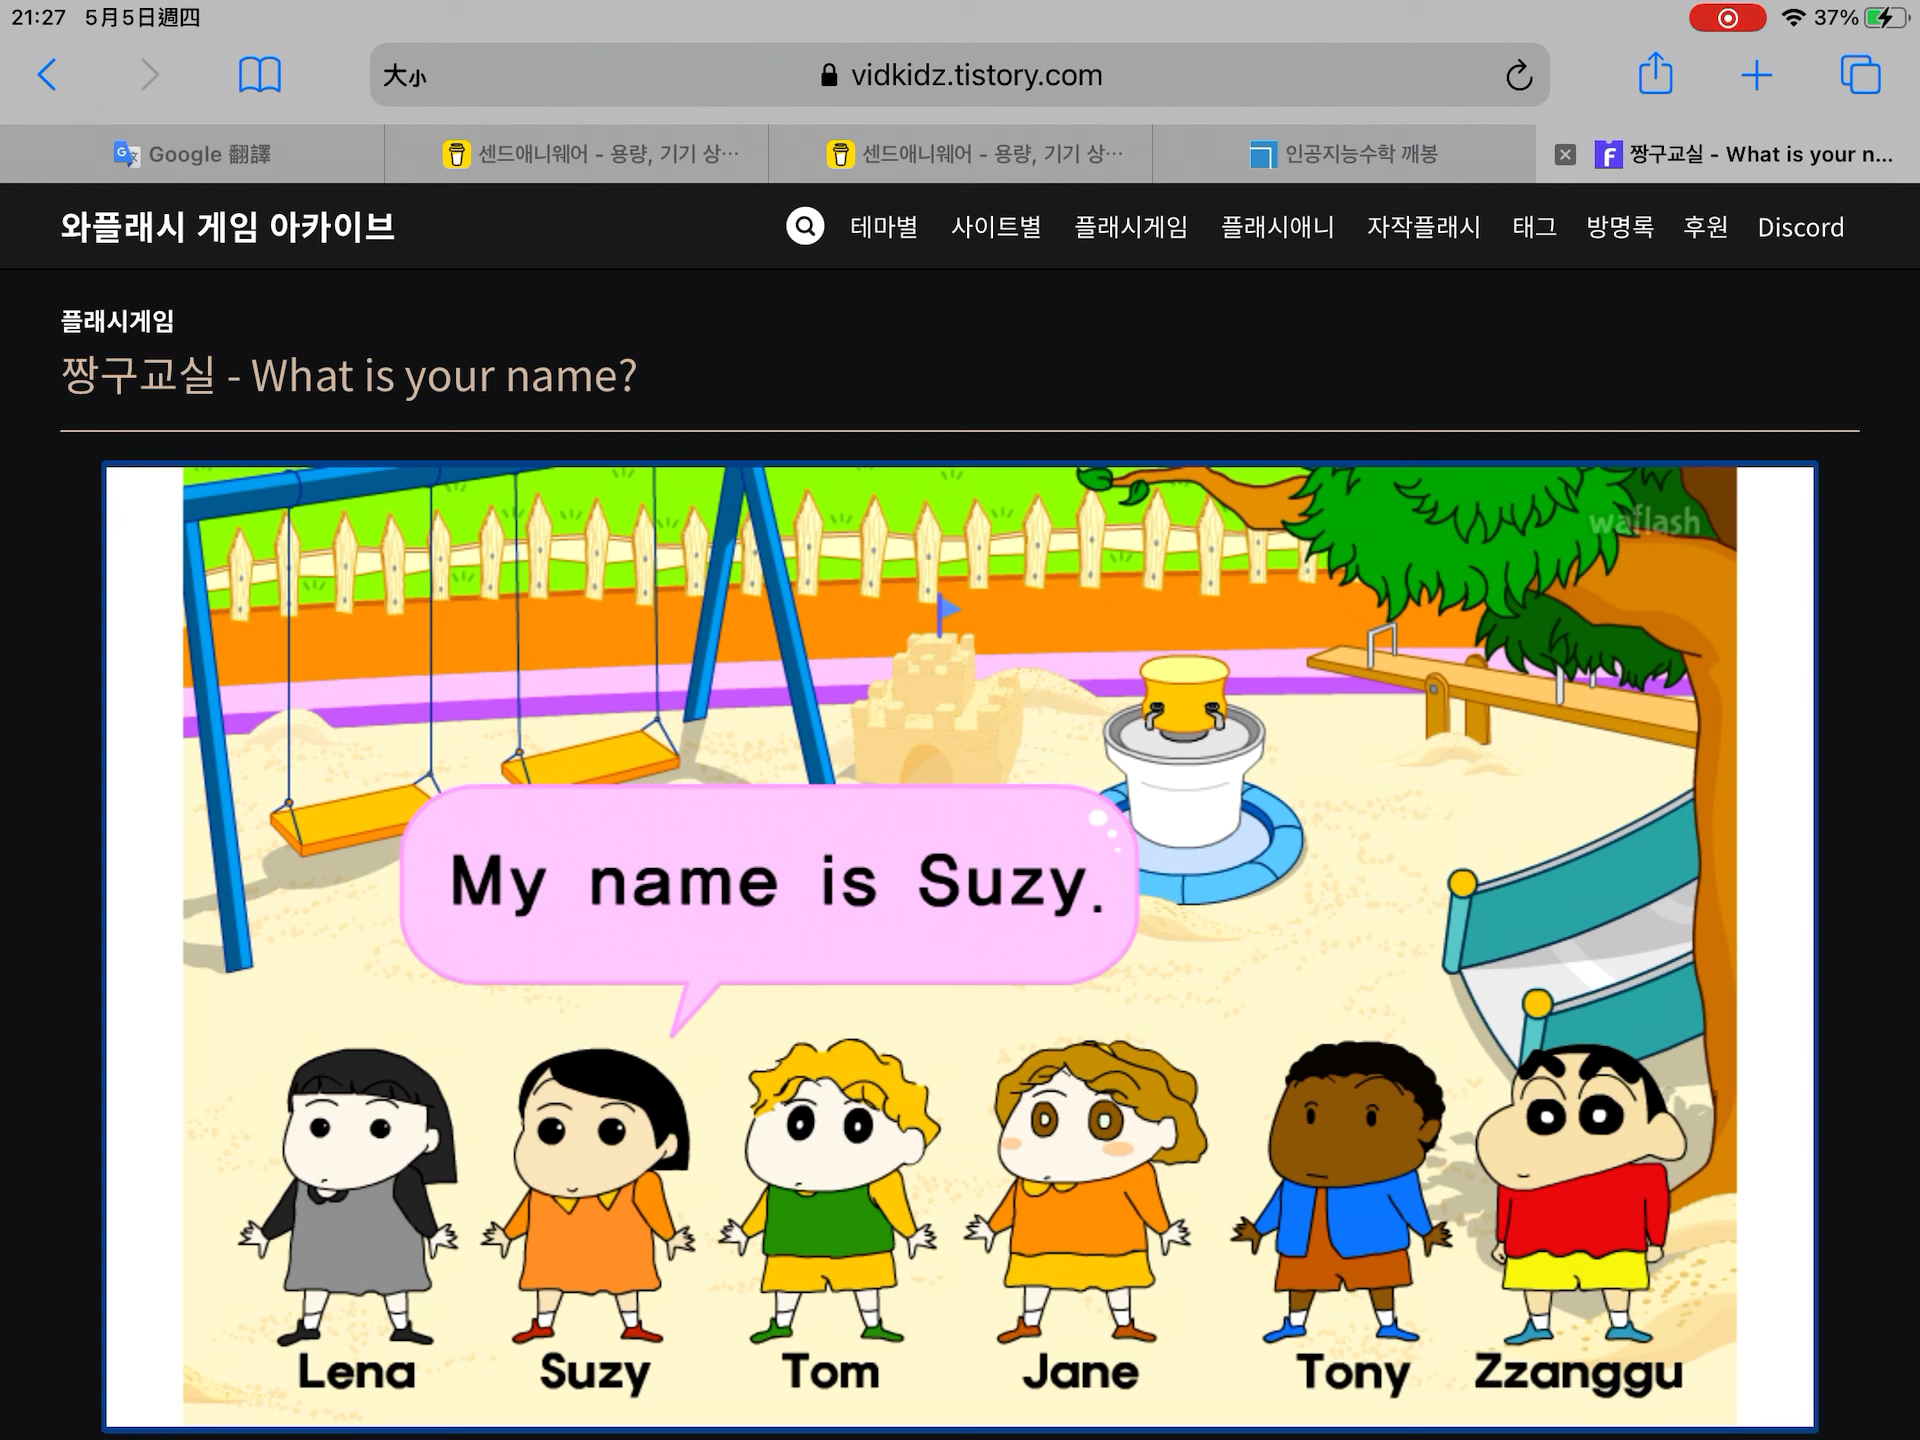 21:27 5月5日週四
37%
大小 vidkidz.tistory.com
Google 翻譯
센드애니웨어 - 용량, 기기 상…
센드애니웨어 - 용량, 기기 상…
인공지능수학 깨봉
짱구교실 - What is your n...
와플래시 게임 아카이브
테마별 사이트별 플래시게임 플래시애니 자작플래시 태그 방명록 후원 Discord
플래시게임
짱구교실 - What is your name?
waflash
My name is Suzy.
Lena Suzy Tom Jane Tony Zzanggu